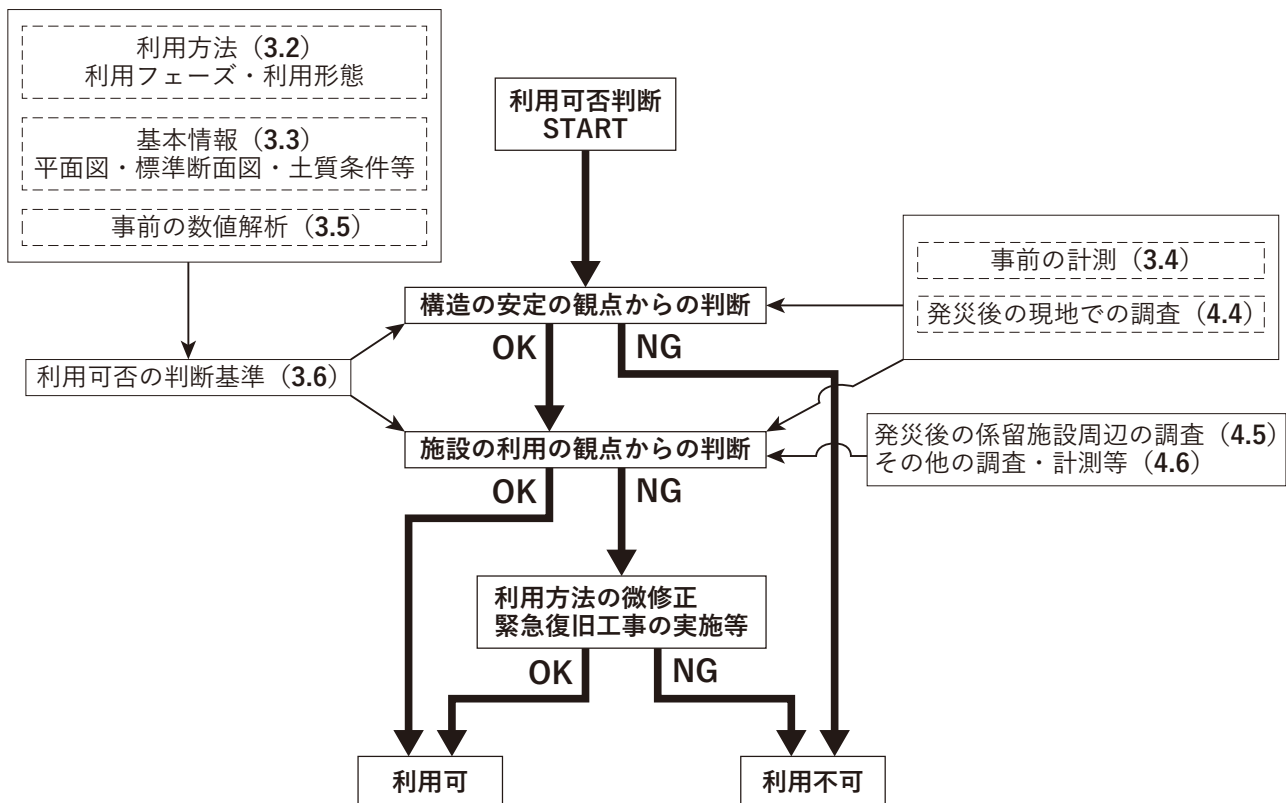 利用方法（3.2）
利用フェーズ・利用形態
基本情報（3.3）
平面図・標準断面図・土質条件等
事前の数値解析（3.5）
利用可否判断
START
事前の計測（3.4）
発災後の現地での調査（4.4）
構造の安定の観点からの判断
OK
NG
利用可否の判断基準（3.6）
施設の利用の観点からの判断
発災後の係留施設周辺の調査（4.5）
その他の調査・計測等（4.6）
OK
NG
利用方法の微修正
緊急復旧工事の実施等
OK
NG
利用可
利用不可